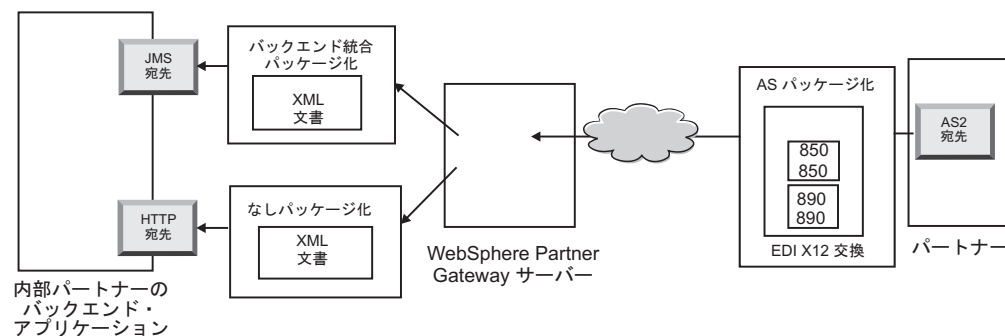 JMS
宛先
バックエンド統合
パッケージ化
XML
文書
HTTP
宛先
なしパッケージ化
XML
文書
内部パートナーの
バックエンド・
アプリケーション
WebSphere Partner
Gateway サーバー
AS パッケージ化
850
850
890
890
EDI X12 交換
AS2
宛先
パートナー